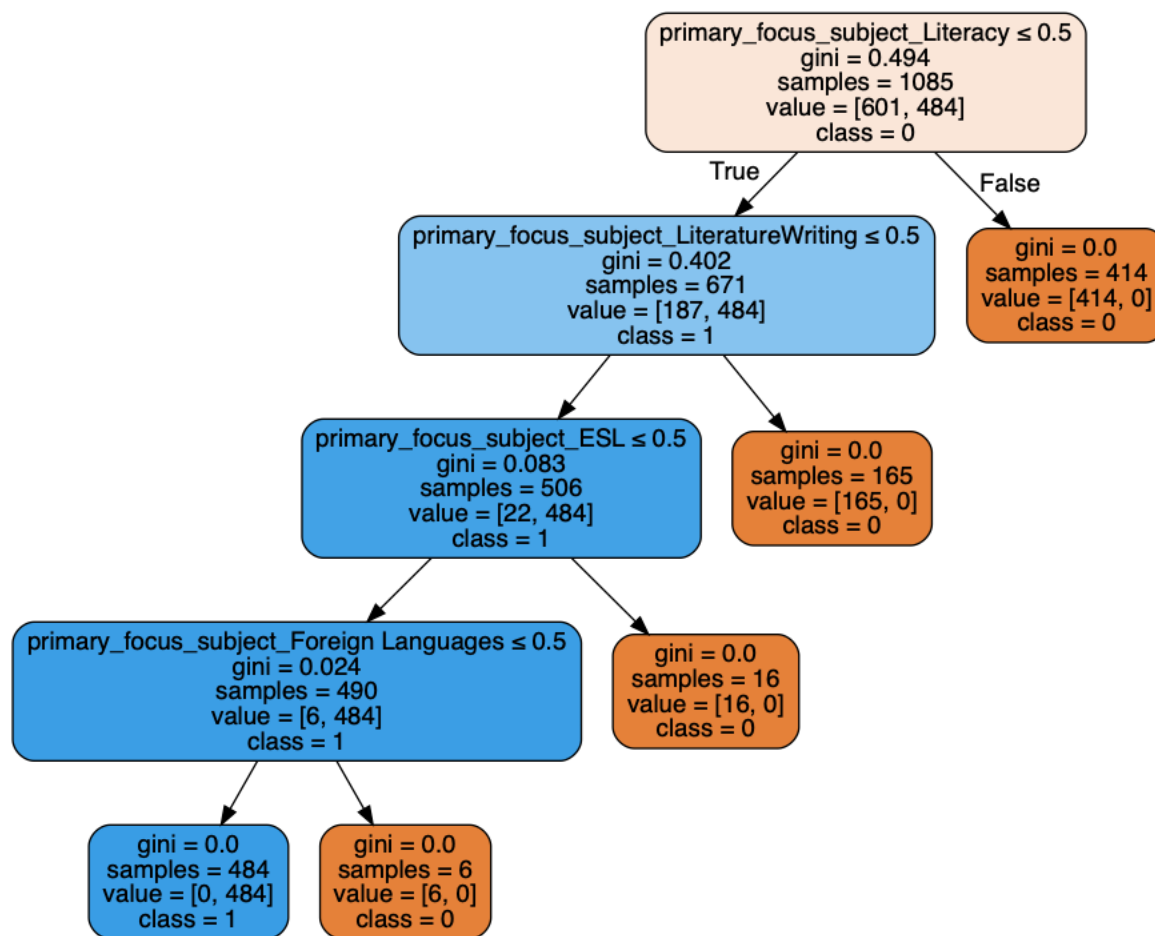 primary_focus_subject_Literacy ≤ 0.5
gini = 0.494
samples = 1085
value = [601, 484]
class = 0
True
False
primary_focus_subject_LiteratureWriting ≤ 0.5
gini = 0.402
samples = 671
value = [187, 484]
class = 1
gini = 0.0
samples = 414
value = [414, 0]
class = 0
primary_focus_subject_ESL ≤ 0.5
gini = 0.083
samples = 506
value = [22, 484]
class = 1
gini = 0.0
samples = 165
value = [165, 0]
class = 0
primary_focus_subject_Foreign Languages ≤ 0.5
gini = 0.024
samples = 490
value = [6, 484]
class = 1
gini = 0.0
samples = 16
value = [16, 0]
class = 0
gini = 0.0
samples = 484
value = [0, 484]
class = 1
gini = 0.0
samples = 6
value = [6, 0]
class = 0